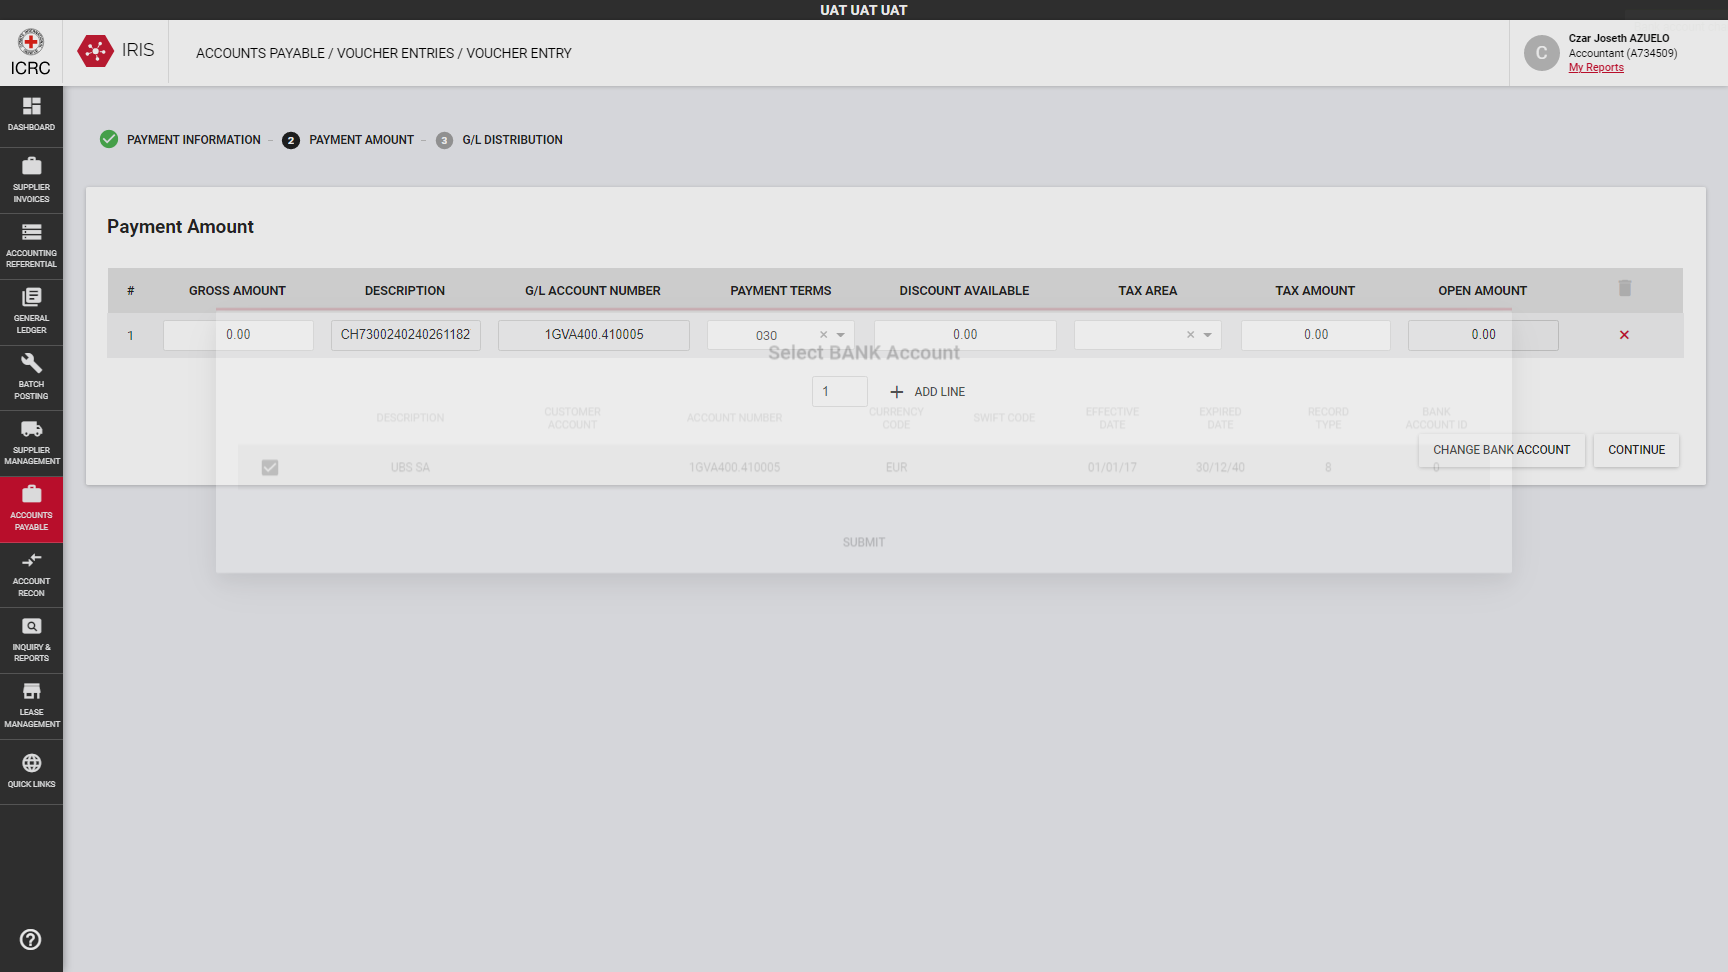 UAT UAT UAT
ICRC
IRIS
ACCOUNTS PAYABLE / VOUCHER ENTRIES / VOUCHER ENTRY
C
Czar Joseth AZUELO
Accountant (A734509)
My Reports
DASHBOARD
SUPPLIER
INVOICES
ACCOUNTING
REFERENTIAL
GENERAL
LEDGER
BATCH
POSTING
SUPPLIER
MANAGEMENT
ACCOUNTS
PAYABLE
ACCOUNT
RECON
INQUIRY &
REPORTS
LEASE
MANAGEMENT
QUICK LINKS
PAYMENT INFORMATION – 2 PAYMENT AMOUNT – 3 G/L DISTRIBUTION
Payment Amount
# GROSS AMOUNT DESCRIPTION G/L ACCOUNT NUMBER PAYMENT TERMS DISCOUNT AVAILABLE TAX AREA TAX AMOUNT OPEN AMOUNT
1 0.00 CH7300240240261182 1GVA400.410005 030 × 0.00 × 0.00 0.00 ×
Select BANK Account
1 + ADD LINE
DESCRIPTION CUSTOMER ACCOUNT ACCOUNT NUMBER CURRENCY CODE SWIFT CODE EFFECTIVE DATE EXPIRED DATE RECORD TYPE BANK ACCOUNT ID
CHANGE BANK ACCOUNT CONTINUE
UBS SA 1GVA400.410005 EUR 01/01/17 30/12/40 8 0
SUBMIT